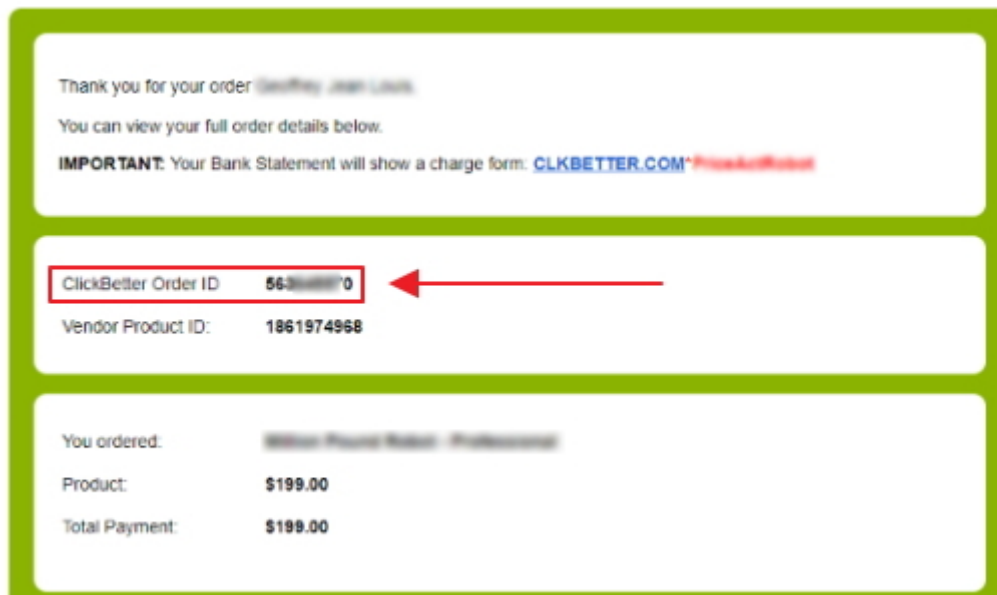 Thank you for your order
You can view your full order details below.
IMPORTANT: Your Bank Statement will show a charge form: CLKBETTER.COM*
ClickBetter Order ID
Vendor Product ID: 1861974968
You ordered:
Product: $199.00
Total Payment: $199.00